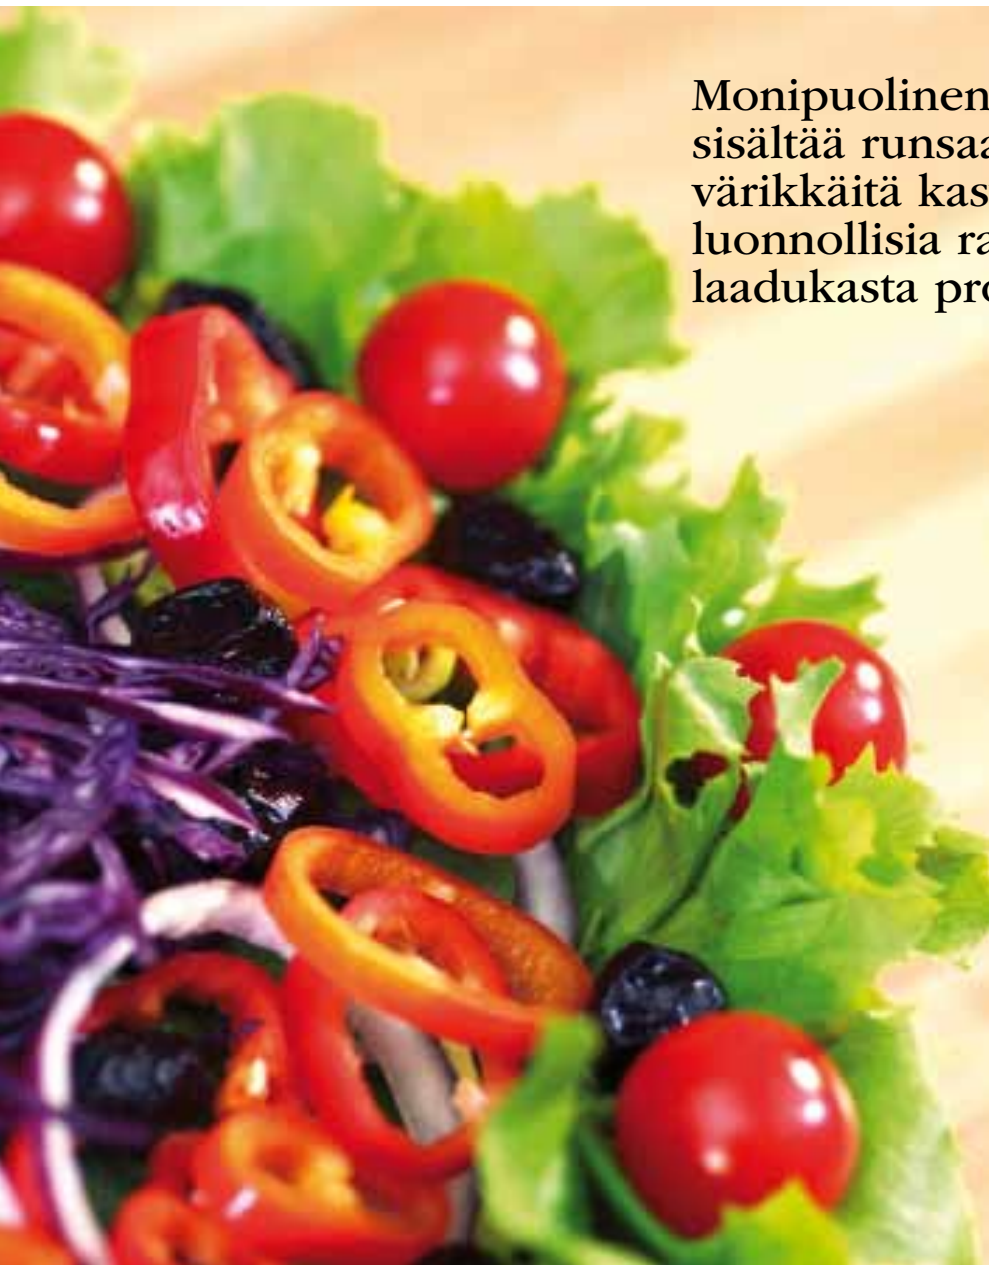 Monipuolinen
sisältää runsaa
värikkäitä kas
luonnollisia ra
laadukasta pro